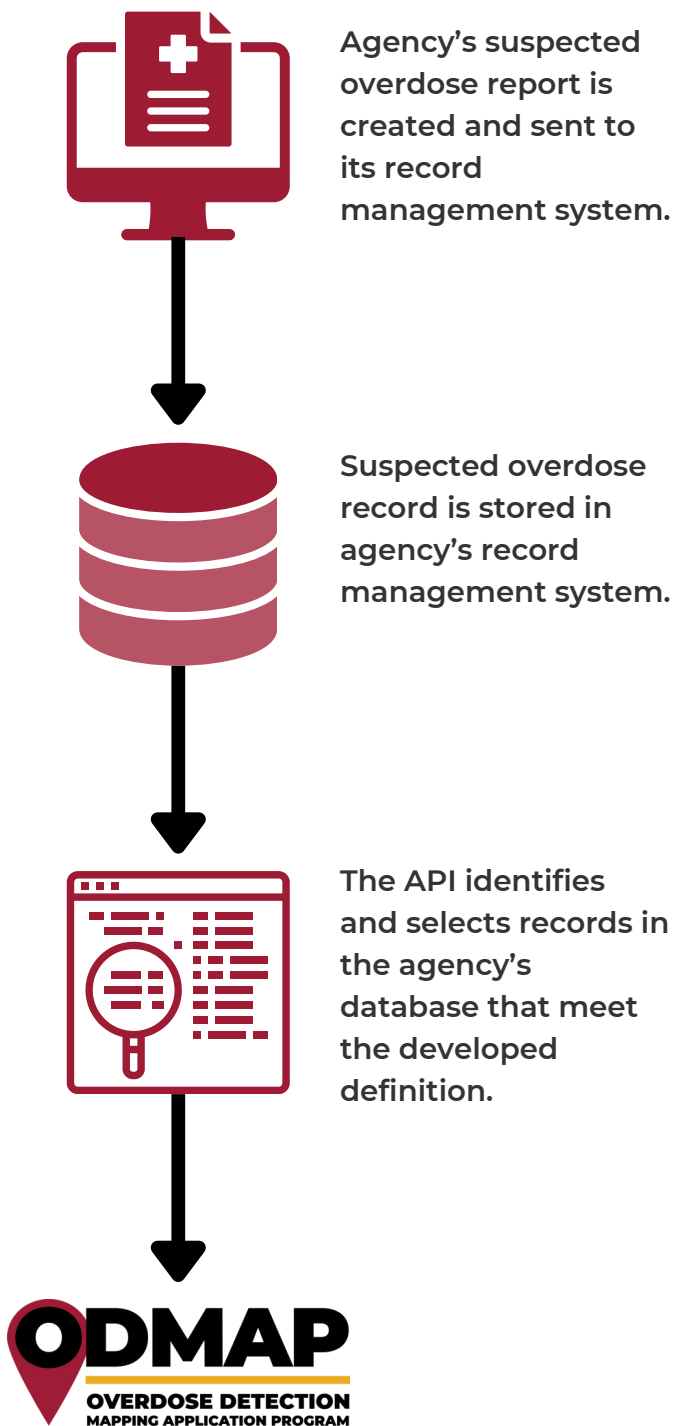 Agency’s suspected
overdose report is
created and sent to
its record
management system.
Suspected overdose
record is stored in
agency’s record
management system.
The API identifies
and selects records in
the agency’s
database that meet
the developed
definition.
ODMAP
OVERDOSE DETECTION
MAPPING APPLICATION PROGRAM